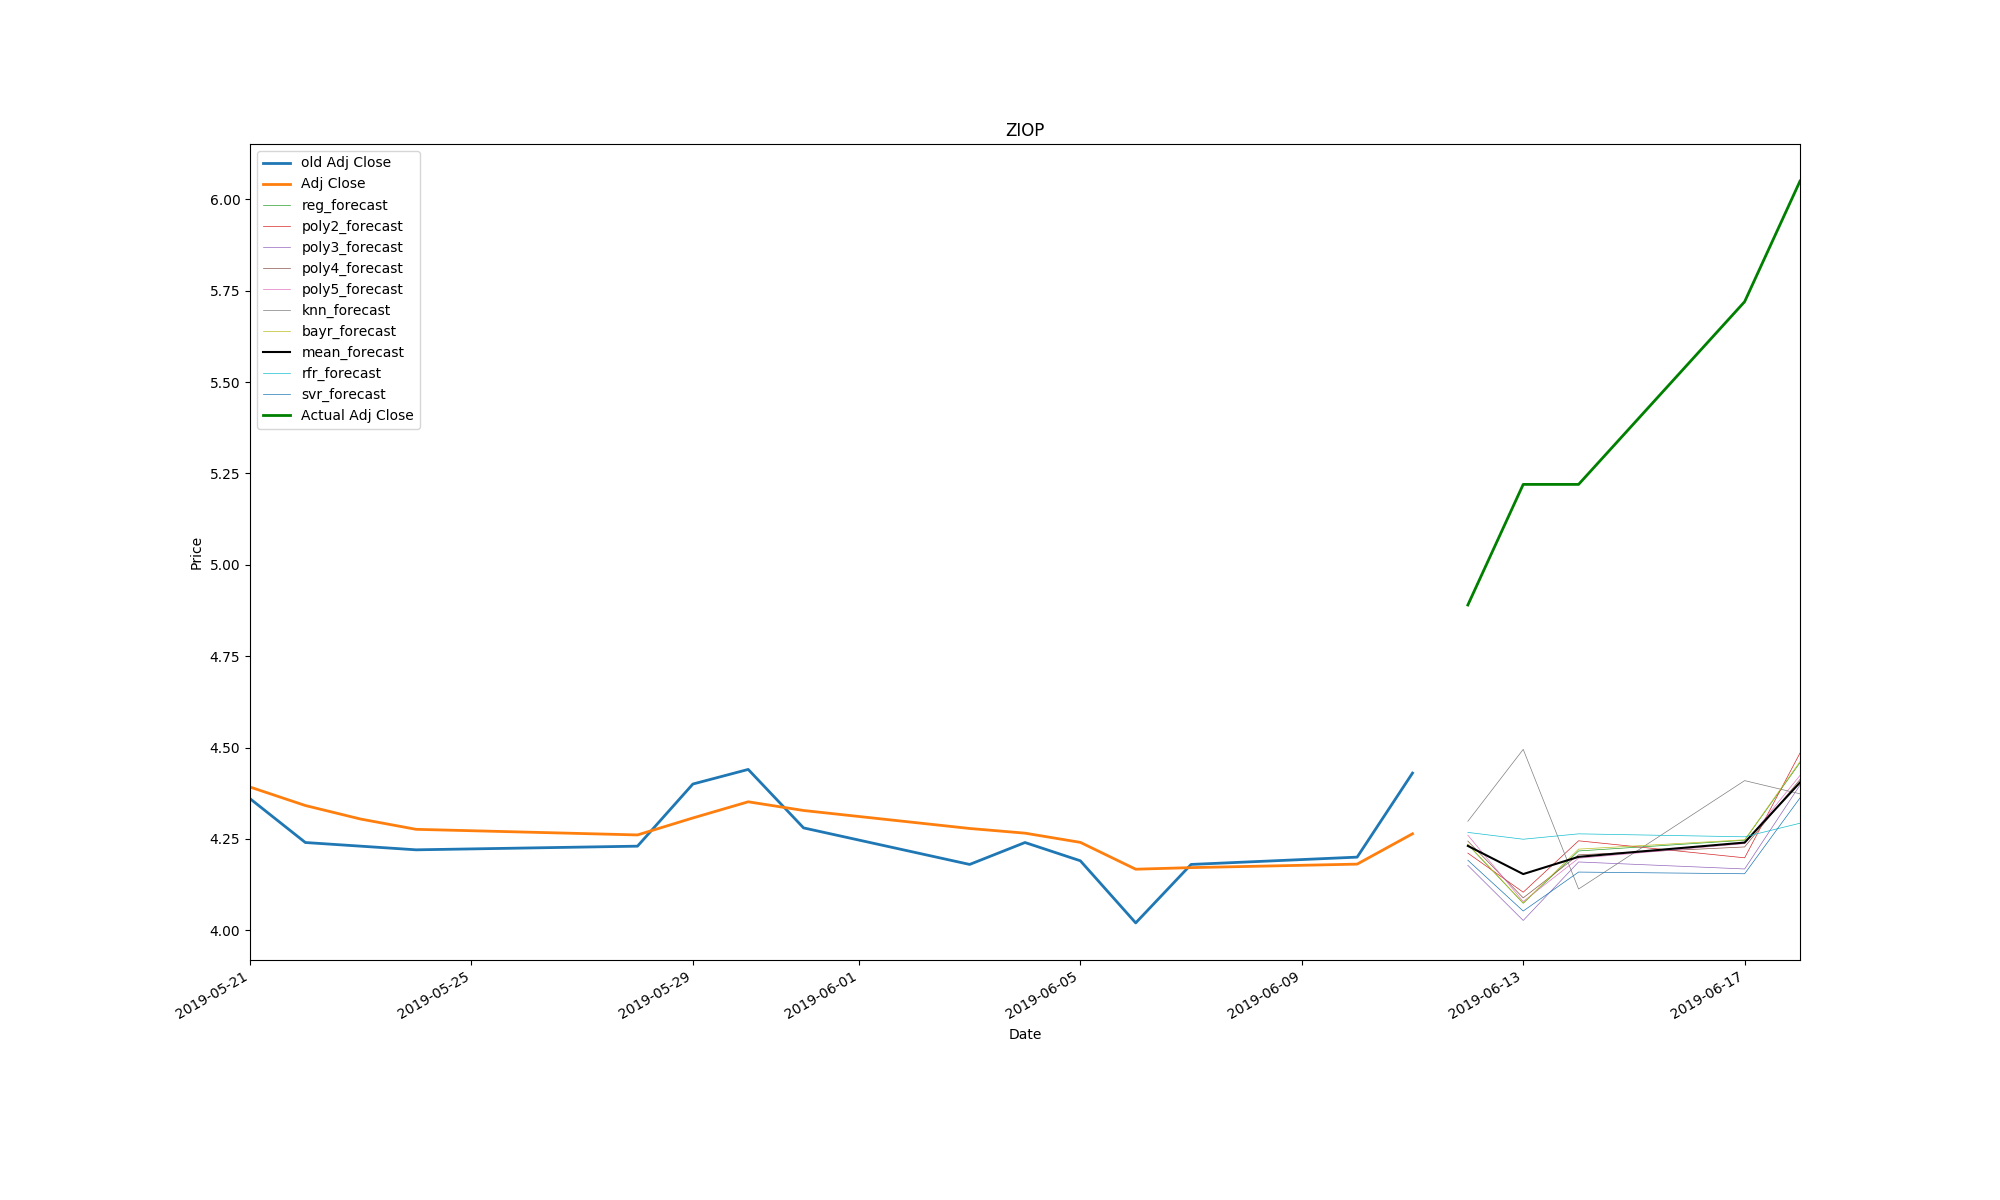 ZIOP
old Adj Close
Adj Close
reg_forecast
poly2_forecast
poly3_forecast
poly4_forecast
poly5_forecast
knn_forecast
bayr_forecast
mean_forecast
rfr_forecast
svr_forecast
Actual Adj Close
6.00
5.75
5.50
5.25
5.00
4.75
4.50
4.25
4.00
Price
2019-05-21
2019-05-25
2019-05-29
2019-06-01
2019-06-05
2019-06-09
2019-06-13
2019-06-17
Date